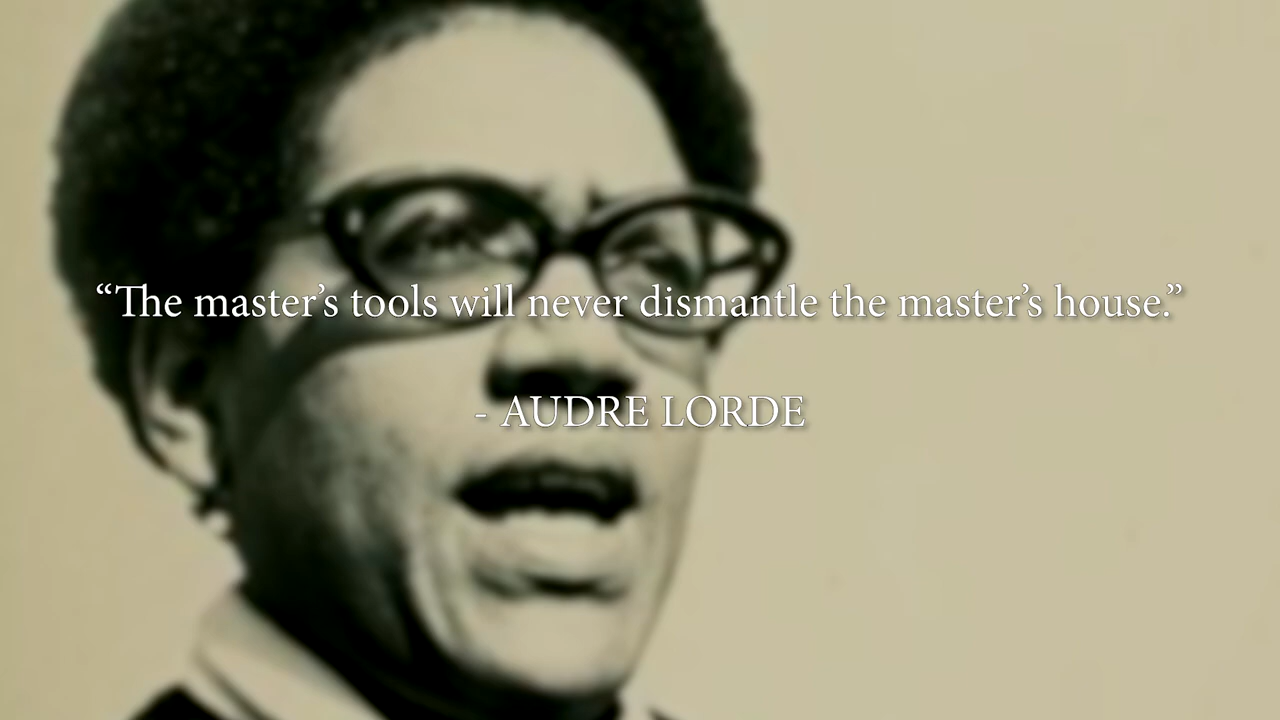 “The master’s tools will never dismantle the master’s house.”
- AUDRE LORDE